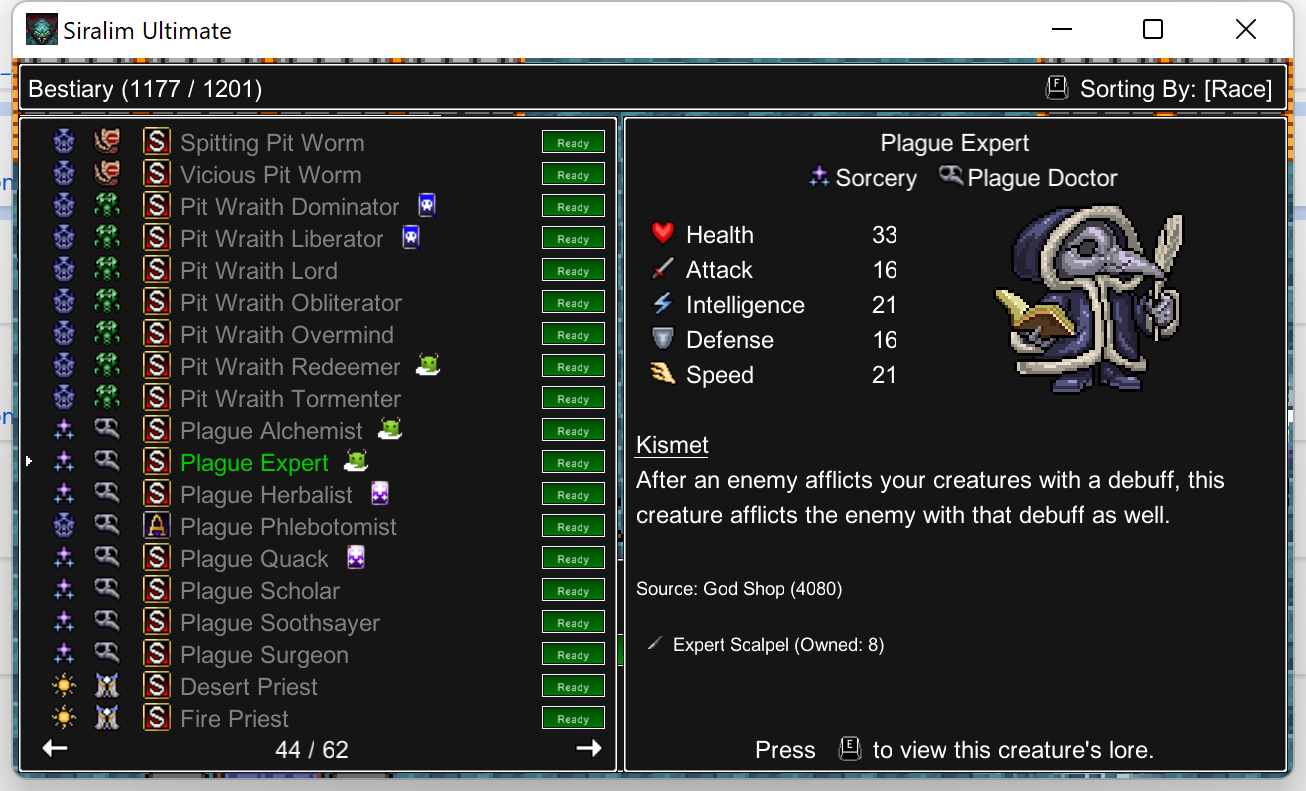 Siralim Ultimate
Bestiary (1177 / 1201)
F
Sorting By: [Race]
S Spitting Pit Worm Ready
S Vicious Pit Worm Ready
S Pit Wraith Dominator Ready
S Pit Wraith Liberator Ready
S Pit Wraith Lord Ready
S Pit Wraith Obliterator Ready
S Pit Wraith Overmind Ready
S Pit Wraith Redeemer Ready
S Pit Wraith Tormenter Ready
S Plague Alchemist Ready
S Plague Expert Ready
S Plague Herbalist Ready
A Plague Phlebotomist Ready
S Plague Quack Ready
S Plague Scholar Ready
S Plague Soothsayer Ready
S Plague Surgeon Ready
S Desert Priest Ready
S Fire Priest Ready
44 / 62
Plague Expert
Sorcery Plague Doctor
Health 33
Attack 16
Intelligence 21
Defense 16
Speed 21
Kismet
After an enemy afflicts your creatures with a debuff, this
creature afflicts the enemy with that debuff as well.
Source: God Shop (4080)
Expert Scalpel (Owned: 8)
Press E to view this creature's lore.